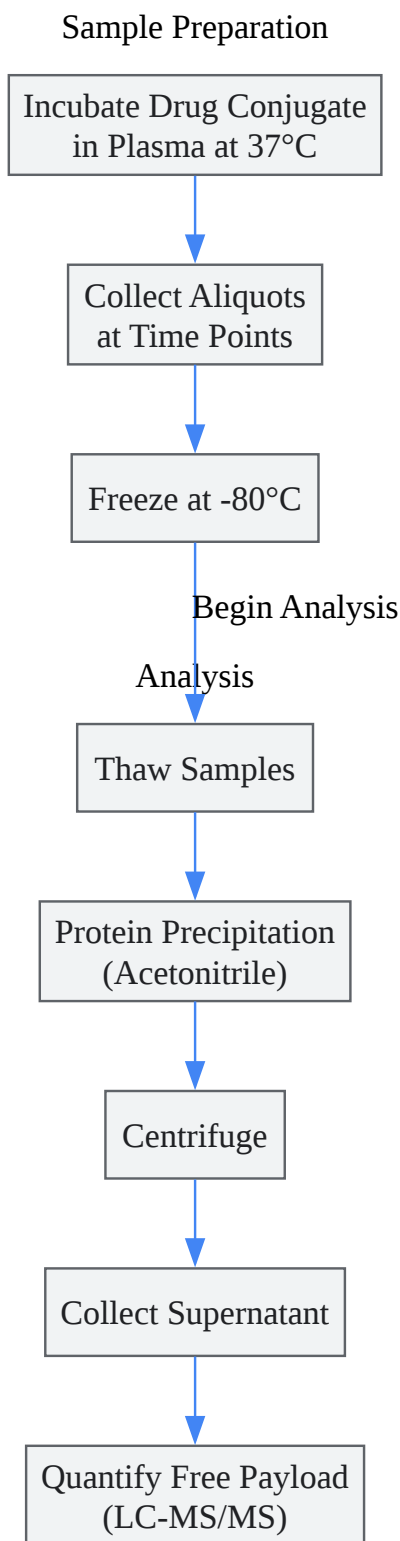 Sample Preparation
Incubate Drug Conjugate
in Plasma at 37°C
Collect Aliquots
at Time Points
Freeze at -80°C
Begin Analysis
Analysis
Thaw Samples
Protein Precipitation
(Acetonitrile)
Centrifuge
Collect Supernatant
Quantify Free Payload
(LC-MS/MS)